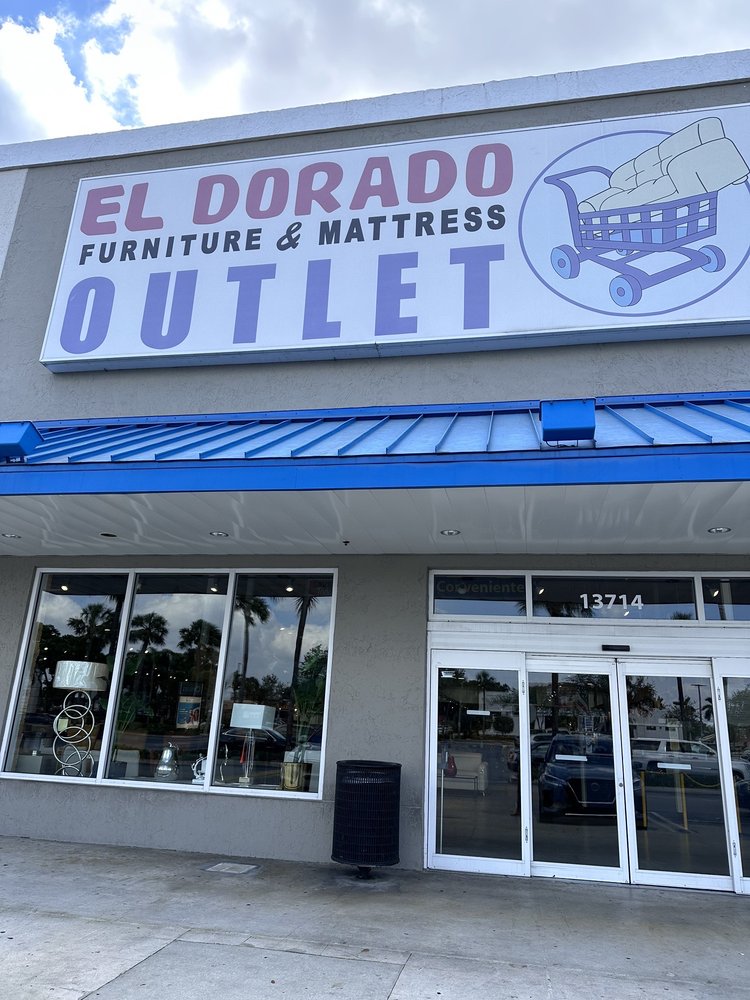 EL DORADO
FURNITURE & MATTRESS
OUTLET
Conveniente
13714